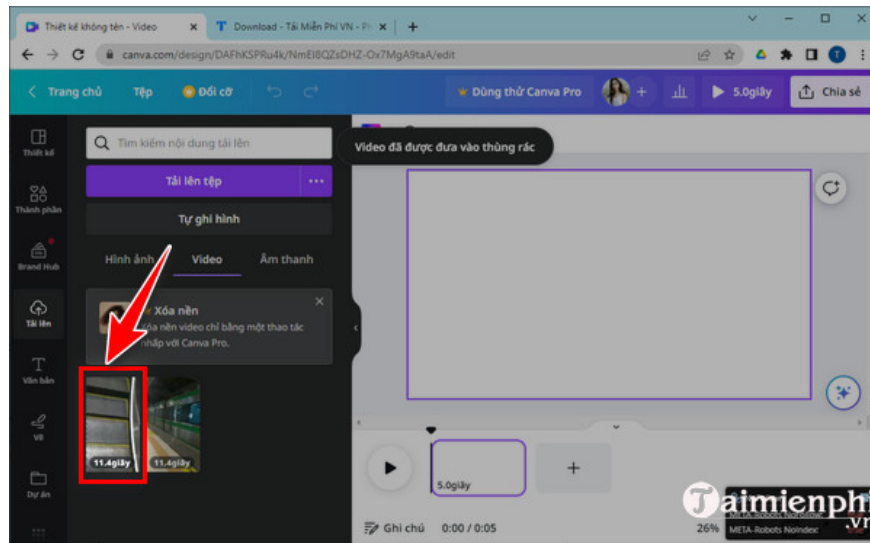 Thiết kế không tên - Video
Download - Tải Miễn Phí VN - Ph
canva.com/design/DAFhKSPRu4k/NmEl8QZsDHZ-Ox7MgA9taA/edit
Trang chủ
Tệp
Đổi cỡ
Dùng thử Canva Pro
5.0giây
Chia sẻ
Thiết kế
Tìm kiếm nội dung tải lên
Video đã được đưa vào thùng rác
Tải lên tệp
Thành phần
Tự ghi hình
Brand Hub
Hình ảnh
Video
Âm thanh
Tải lên
Xóa nền
Xóa nền video chỉ bằng một thao tác
nhấp với Canva Pro.
Văn bản
11.4giây
11.4giây
Vẽ
5.0giây
Dự án
Ghi chú
0:00 / 0:05
26%
Taimienphi
.vn
META-Robots Noindex: